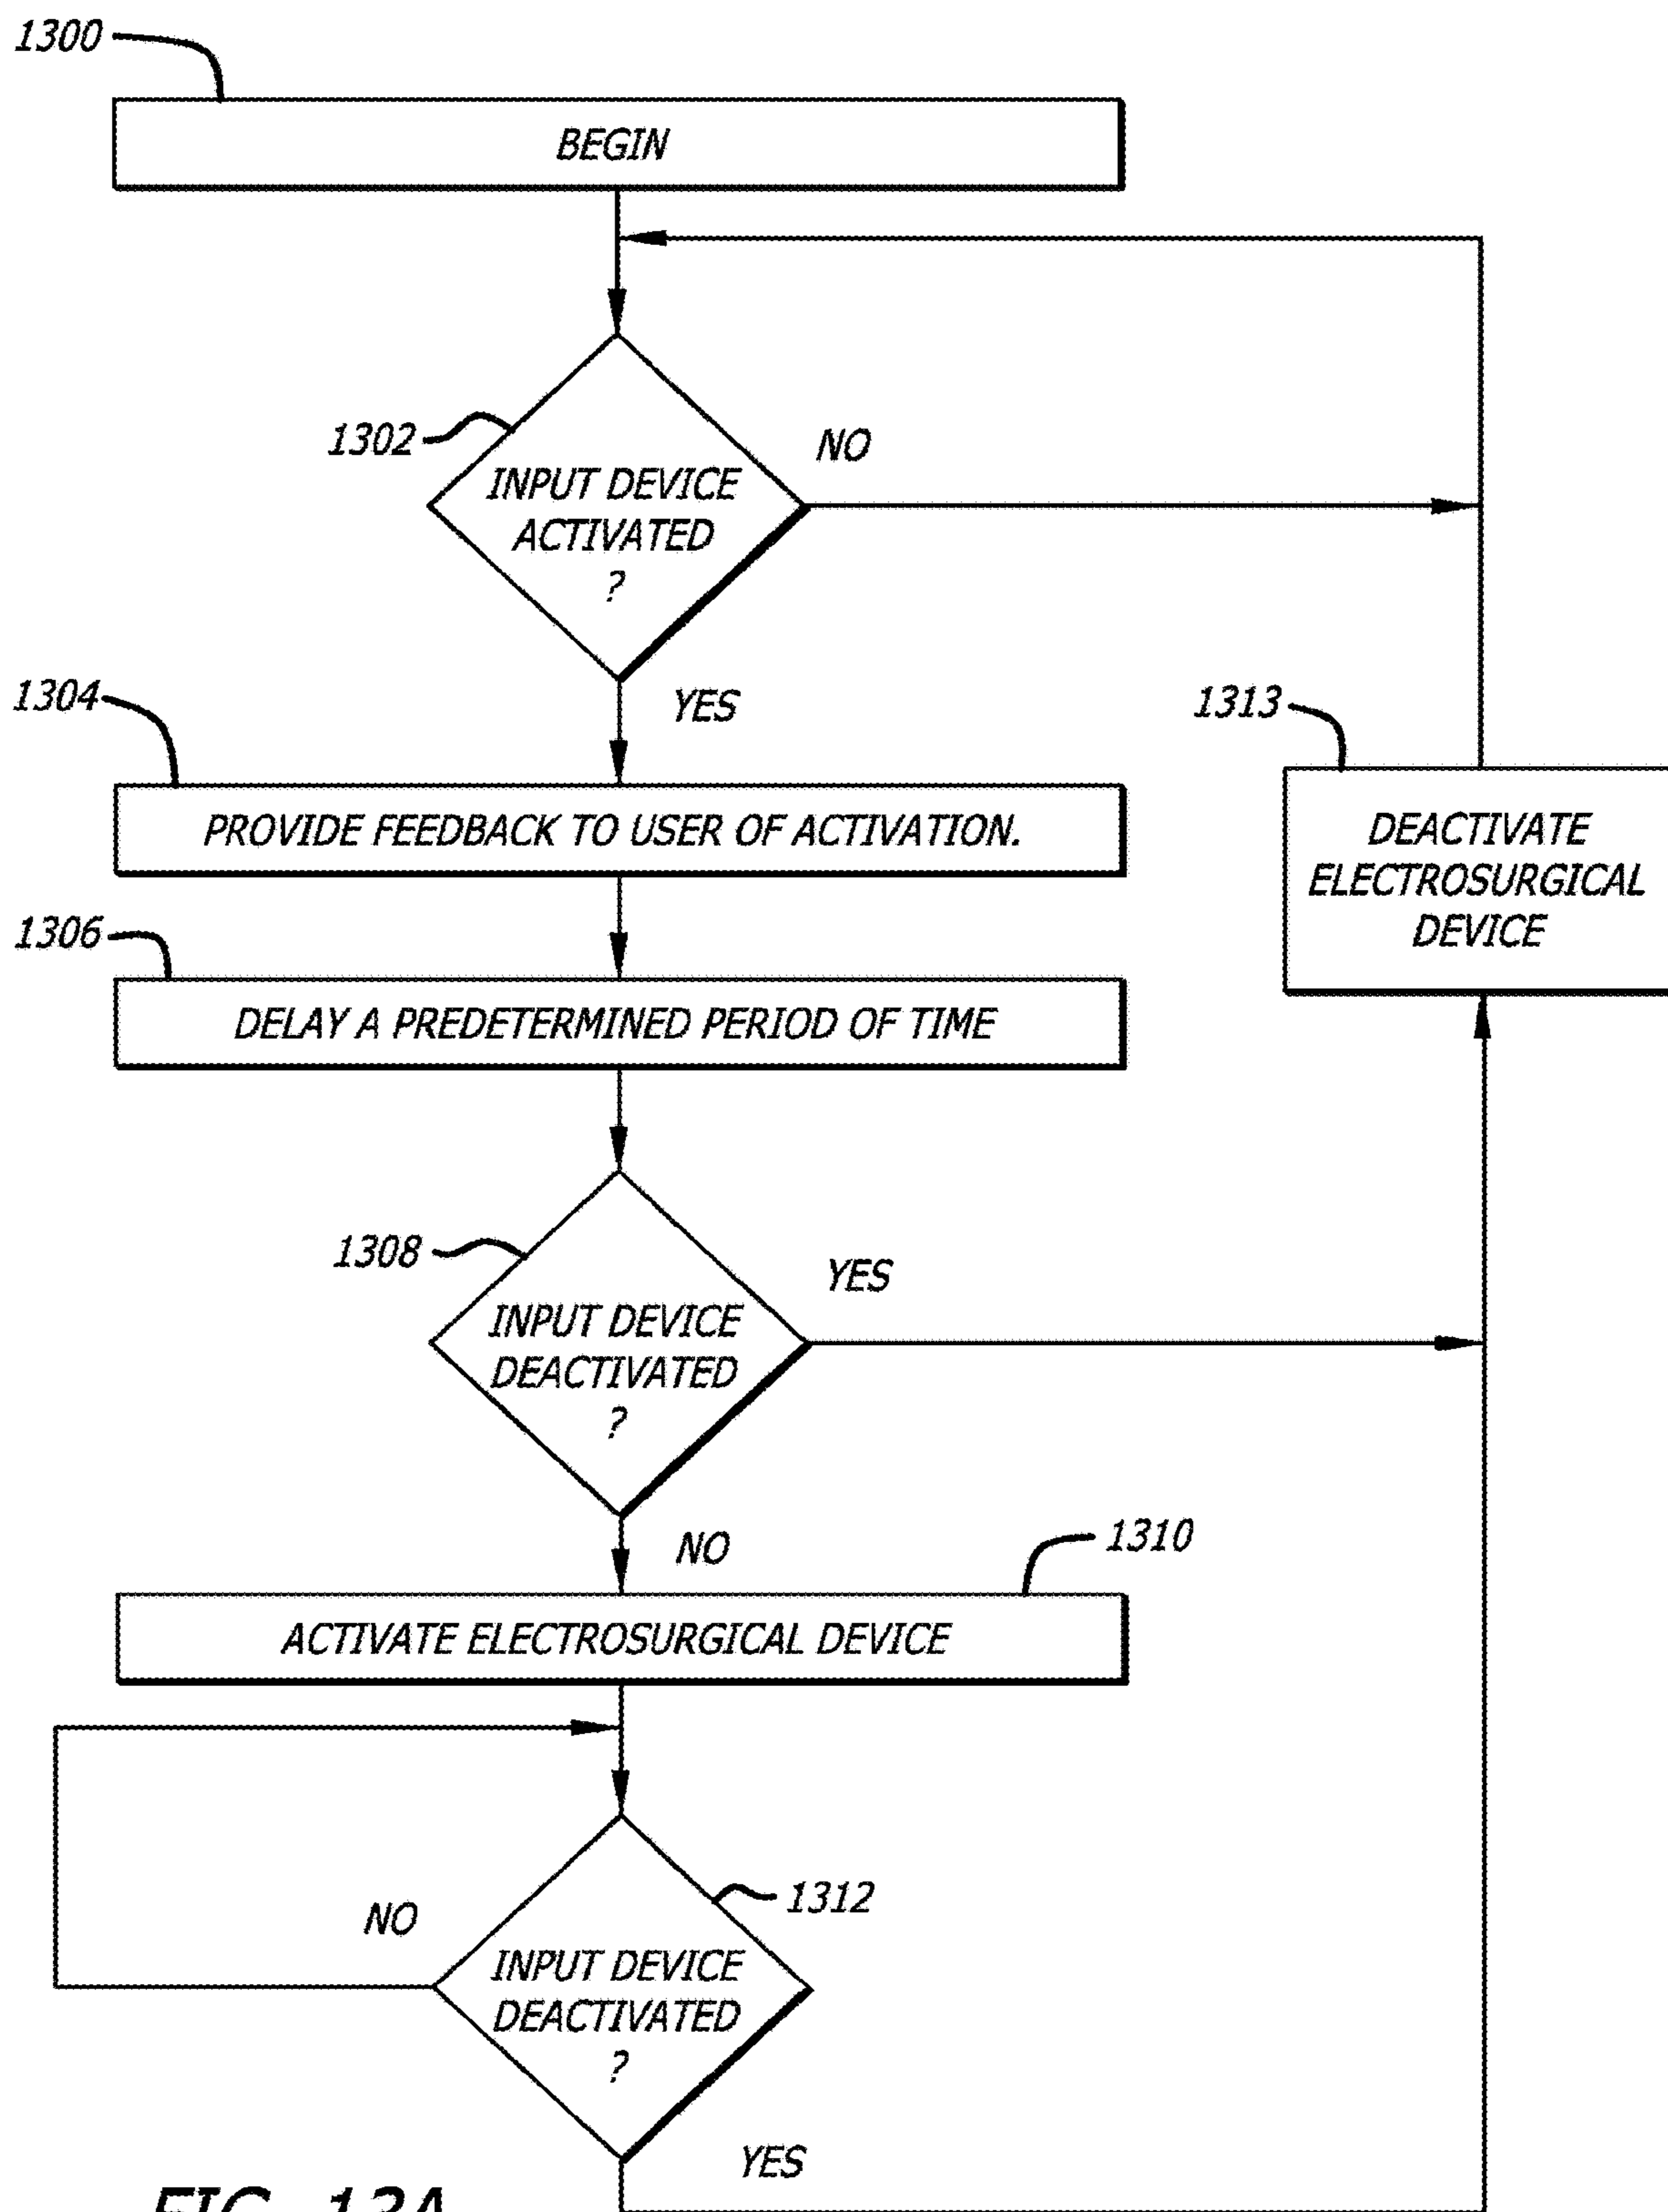 1300
BEGIN
1302
INPUT DEVICE
ACTIVATED
?
NO
YES
1304
PROVIDE FEEDBACK TO USER OF ACTIVATION.
1313
DEACTIVATE
ELECTROSURGICAL
DEVICE
1306
DELAY A PREDETERMINED PERIOD OF TIME
1308
INPUT DEVICE
DEACTIVATED
?
YES
NO
1310
ACTIVATE ELECTROSURGICAL DEVICE
1312
NO
INPUT DEVICE
DEACTIVATED
?
YES
FIG. 13A